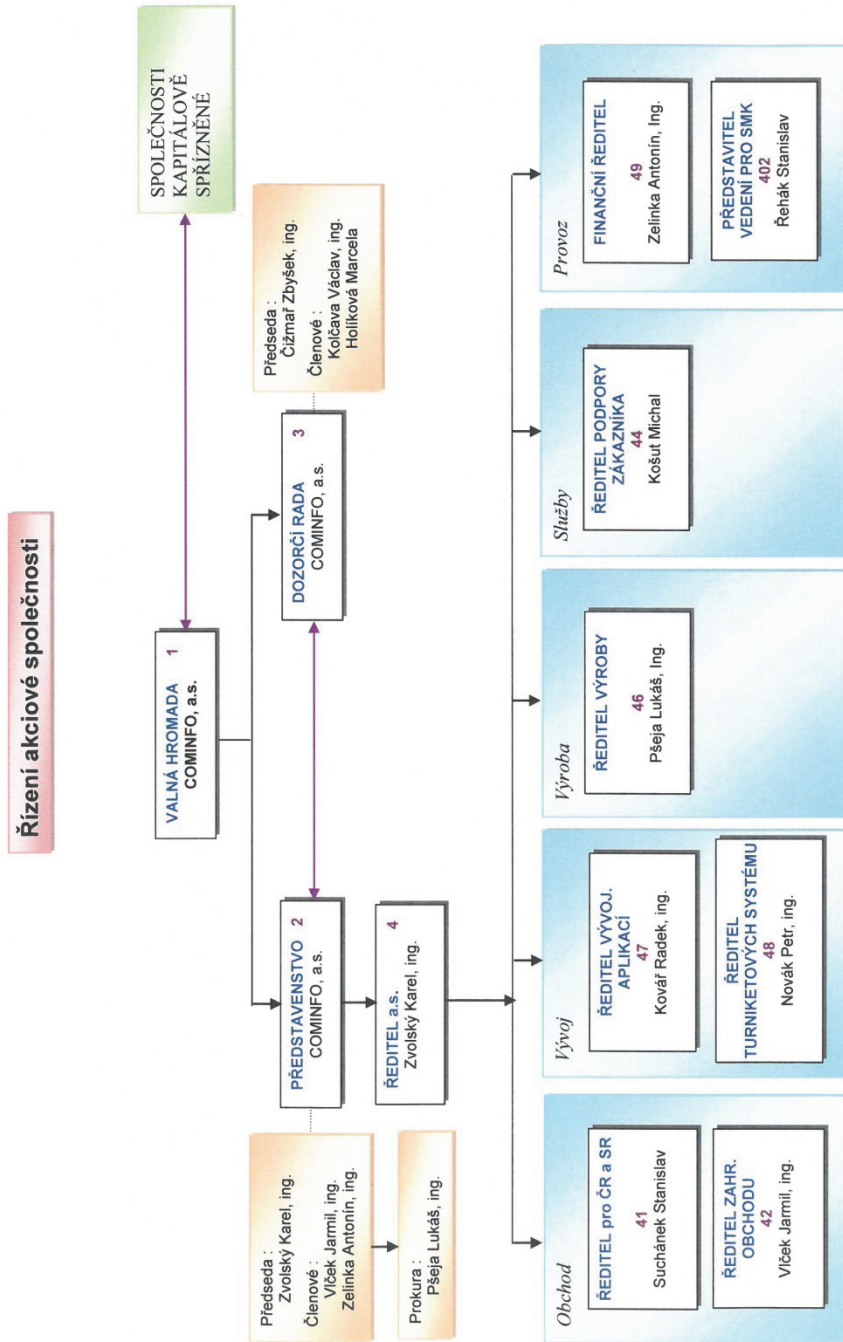 Řízení akciové společnosti
SPOLEČNOSTI
KAPITÁLOVĚ
SPŘÍZNĚNÉ
VALNÁ HROMADA 1
COMINFO, a.s.
Předseda :
Zvolský Karel, ing.
Členové :
Vlček Jarmil, ing.
Zelinka Antonín, ing.
PŘEDSTAVENSTVO 2
COMINFO, a.s.
DOZORČÍ RADA 3
COMINFO, a.s.
Předseda :
Čižmař Zbyšek, ing.
Členové :
Kolčava Václav, ing.
Holíková Marcela
Prokura :
Pšeja Lukáš, ing.
ŘEDITEL a.s. 4
Zvolský Karel, ing.
Obchod
ŘEDITEL pro ČR a SR
41
Suchánek Stanislav
ŘEDITEL ZAHR.
OBCHODU
42
Vlček Jarmil, ing.
Vývoj
ŘEDITEL VÝVOJ.
APLIKACÍ
47
Kovář Radek, ing.
ŘEDITEL
TURNIKETOVÝCH SYSTÉMU
48
Novák Petr, ing.
Výroba
ŘEDITEL VÝROBY
46
Pšeja Lukáš, Ing.
Služby
ŘEDITEL PODPORY
ZÁKAZNÍKA
44
Košut Michal
Provoz
FINANČNÍ ŘEDITEL
49
Zelinka Antonín, Ing.
PŘEDSTAVITEL
VEDENÍ PRO SMK
402
Řehák Stanislav